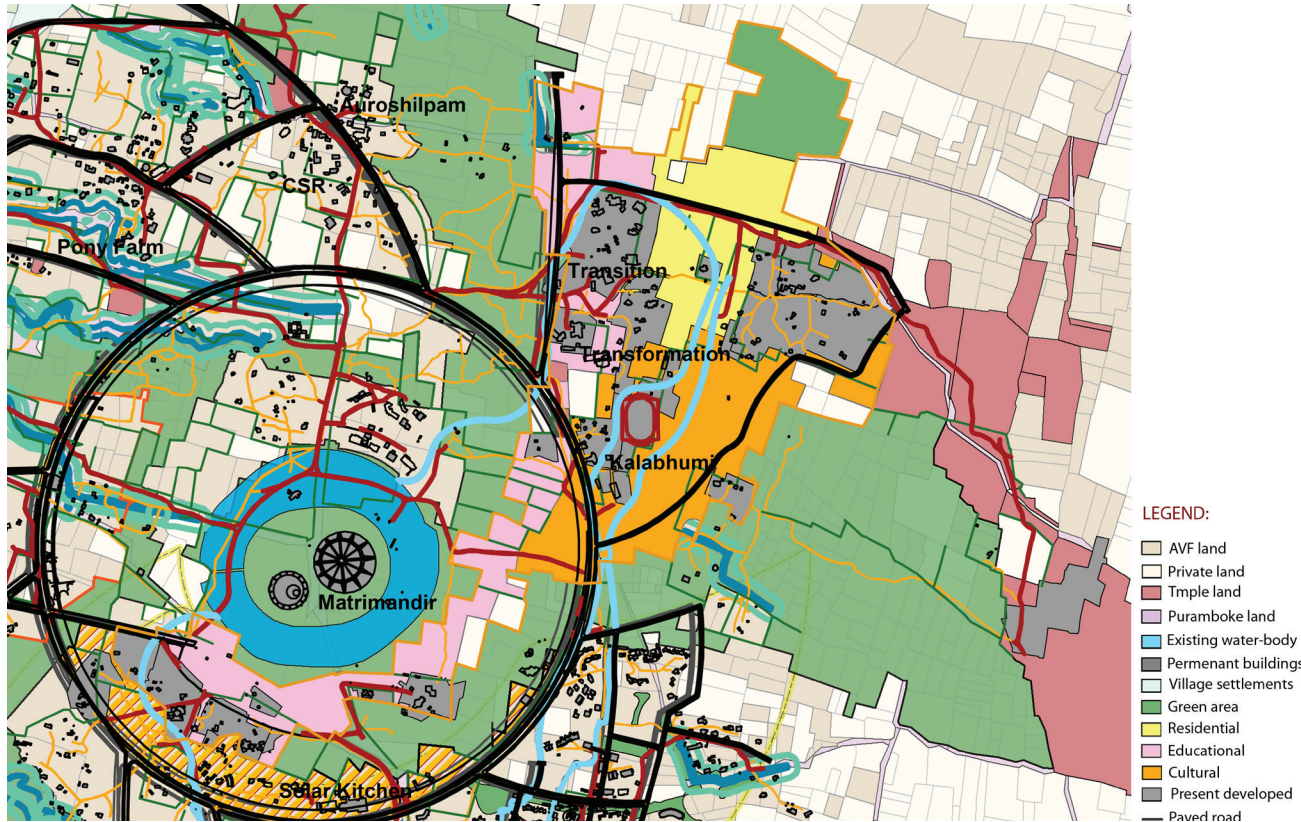 Auroshilpam
CSR
Pony Farm
Transition
Transformation
Kalabhumi
Matrimandir
Solar Kitchen
LEGEND:
AVF land
Private land
Tmple land
Puramboke land
Existing water-body
Permenant buildings
Village settlements
Green area
Residential
Educational
Cultural
Present developed
Paved road